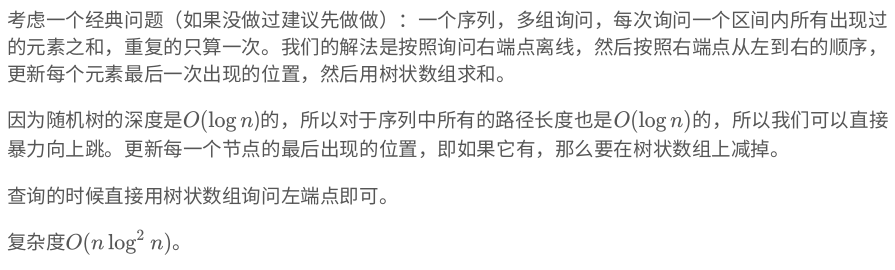 考虑一个经典问题（如果没做过建议先做做）：一个序列，多组询问，每次询问一个区间内所有出现过
的元素之和，重复的只算一次。我们的解法是按照询问右端点离线，然后按照右端点从左到右的顺序，
更新每个元素最后一次出现的位置，然后用树状数组求和。
因为随机树的深度是O(log n)的，所以对于序列中所有的路径长度也是O(log n)的，所以我们可以直接
暴力向上跳。更新每一个节点的最后出现的位置，即如果它有，那么要在树状数组上减掉。
查询的时候直接用树状数组询问左端点即可。
复杂度O(n log² n)。